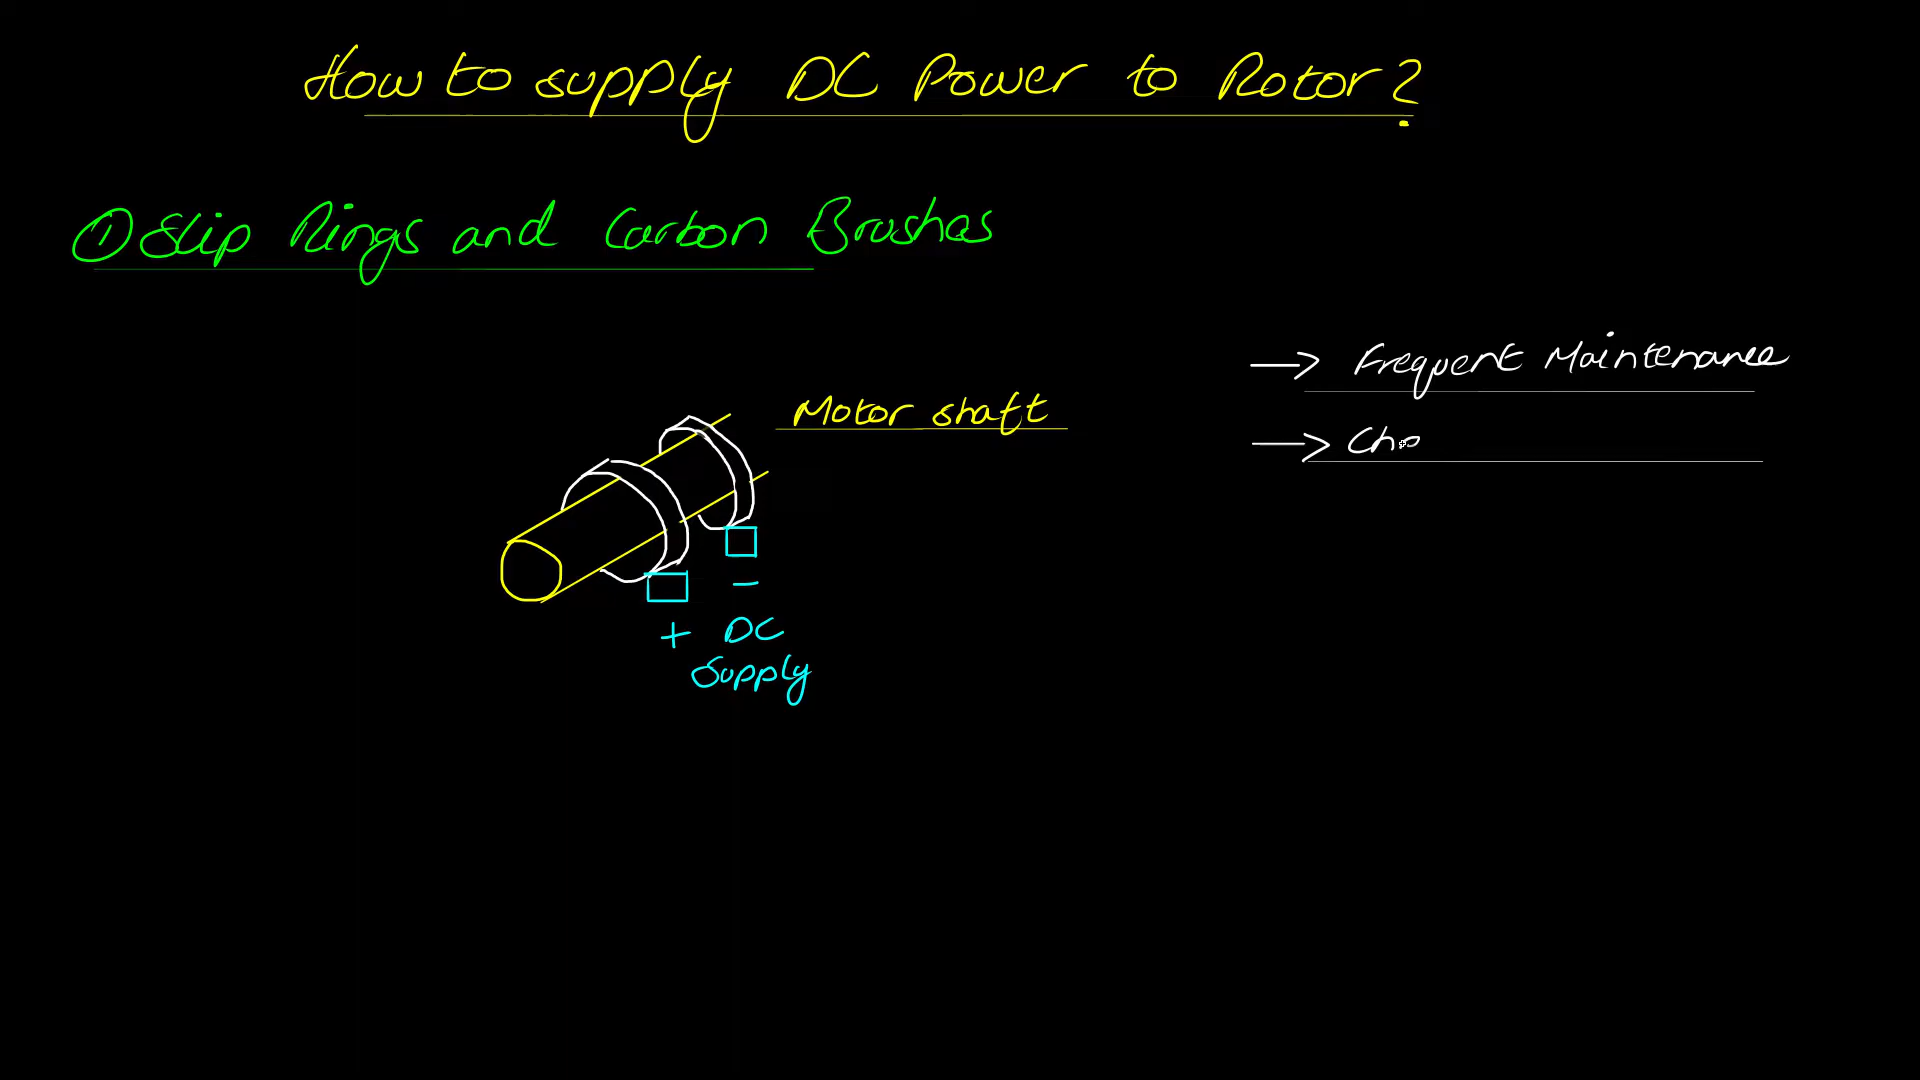 How to supply DC Power to Rotor?
① Slip Rings and Carbon Brushes
→ Frequent Maintenance
Motor shaft
→ Cho
-
+ DC
Supply